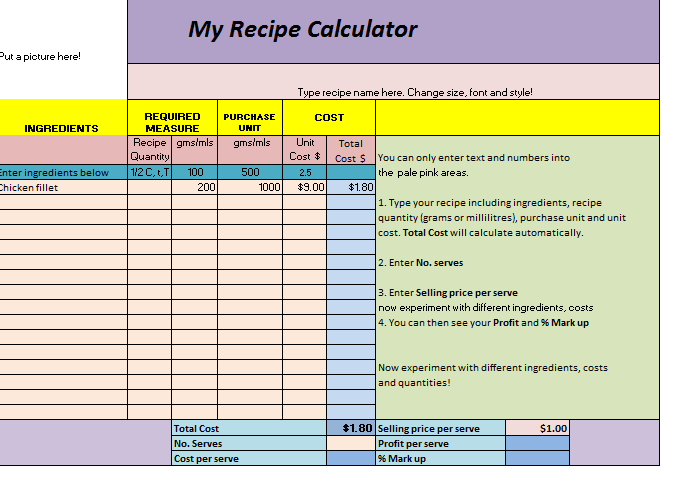 My Recipe Calculator
Put a picture here!
Type recipe name here. Change size, font and style!
INGREDIENTS
REQUIRED MEASURE
PURCHASE UNIT
COST
Recipe Quantity
gms/mls
gms/mls
Unit Cost $
Total Cost $
Enter ingredients below 1/2 C, t,T 100 500 2.5
Chicken fillet 200 1000 $9.00 $1.80
You can only enter text and numbers into
the pale pink areas.
1. Type your recipe including ingredients, recipe
quantity (grams or millilitres), purchase unit and unit
cost. Total Cost will calculate automatically.
2. Enter No. serves
3. Enter Selling price per serve
now experiment with different ingredients, costs
4. You can then see your Profit and % Mark up
Now experiment with different ingredients, costs
and quantities!
Total Cost $1.80 Selling price per serve $1.00
No. Serves Profit per serve
Cost per serve % Mark up